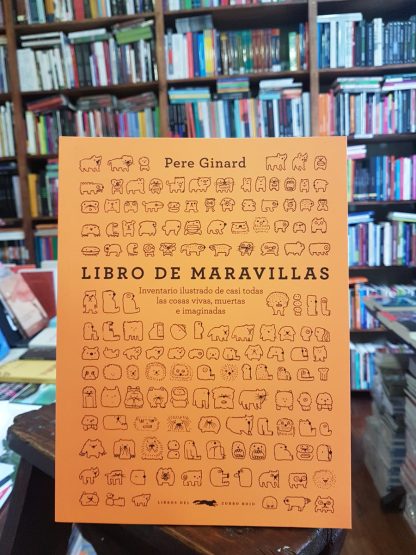 Pere Ginard
LIBRO DE MARAVILLAS
Inventario ilustrado de casi todas
las cosas vivas, muertas
e imaginadas
LIBROS DEL ZORRO ROJO